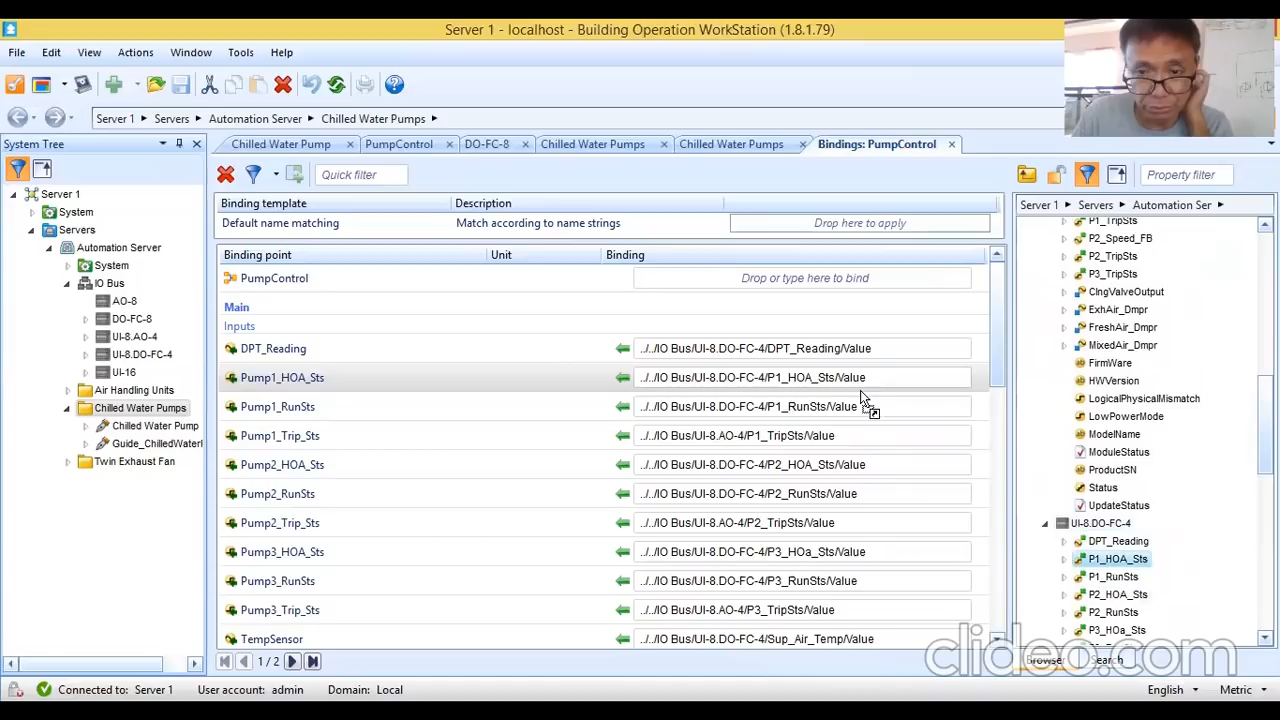 Server 1 - localhost - Building Operation WorkStation (1.8.1.79)
File Edit View Actions Window Tools Help
Server 1 Servers Automation Server Chilled Water Pumps
System Tree
Server 1
System
Servers
Automation Server
System
IO Bus
AO-8
DO-FC-8
UI-8.AO-4
UI-8.DO-FC-4
UI-16
Air Handling Units
Chilled Water Pumps
Chilled Water Pump
Guide_ChilledWaterI
Twin Exhaust Fan
Chilled Water Pump PumpControl DO-FC-8 Chilled Water Pumps Chilled Water Pumps Bindings: PumpControl
Quick filter
Binding template Description
Default name matching Match according to name strings Drop here to apply
Binding point Unit Binding
PumpControl Drop or type here to bind
Main
Inputs
DPT_Reading ../../IO Bus/UI-8.DO-FC-4/DPT_Reading/Value
Pump1_HOA_Sts ../../IO Bus/UI-8.DO-FC-4/P1_HOA_Sts/Value
Pump1_RunSts ../../IO Bus/UI-8.DO-FC-4/P1_RunSts/Value
Pump1_Trip_Sts ../../IO Bus/UI-8.AO-4/P1_TripSts/Value
Pump2_HOA_Sts ../../IO Bus/UI-8.DO-FC-4/P2_HOA_Sts/Value
Pump2_RunSts ../../IO Bus/UI-8.DO-FC-4/P2_RunSts/Value
Pump2_Trip_Sts ../../IO Bus/UI-8.AO-4/P2_TripSts/Value
Pump3_HOA_Sts ../../IO Bus/UI-8.DO-FC-4/P3_HOa_Sts/Value
Pump3_RunSts ../../IO Bus/UI-8.DO-FC-4/P3_RunSts/Value
Pump3_Trip_Sts ../../IO Bus/UI-8.AO-4/P3_TripSts/Value
TempSensor ../../IO Bus/UI-8.DO-FC-4/Sup_Air_Temp/Value
1 / 2
Property filter
Server 1 Servers Automation Ser
P1_TripSts
P2_Speed_FB
P2_TripSts
P3_TripSts
ClngValveOutput
ExhAir_Dmpr
FreshAir_Dmpr
MixedAir_Dmpr
FirmWare
HWVersion
LogicalPhysicalMismatch
LowPowerMode
ModelName
ModuleStatus
ProductSN
Status
UpdateStatus
UI-8.DO-FC-4
DPT_Reading
P1_HOA_Sts
P1_RunSts
P2_HOA_Sts
P2_RunSts
P3_HOa_Sts
Browser Search
clideo.com
Connected to: Server 1 User account: admin Domain: Local English Metric